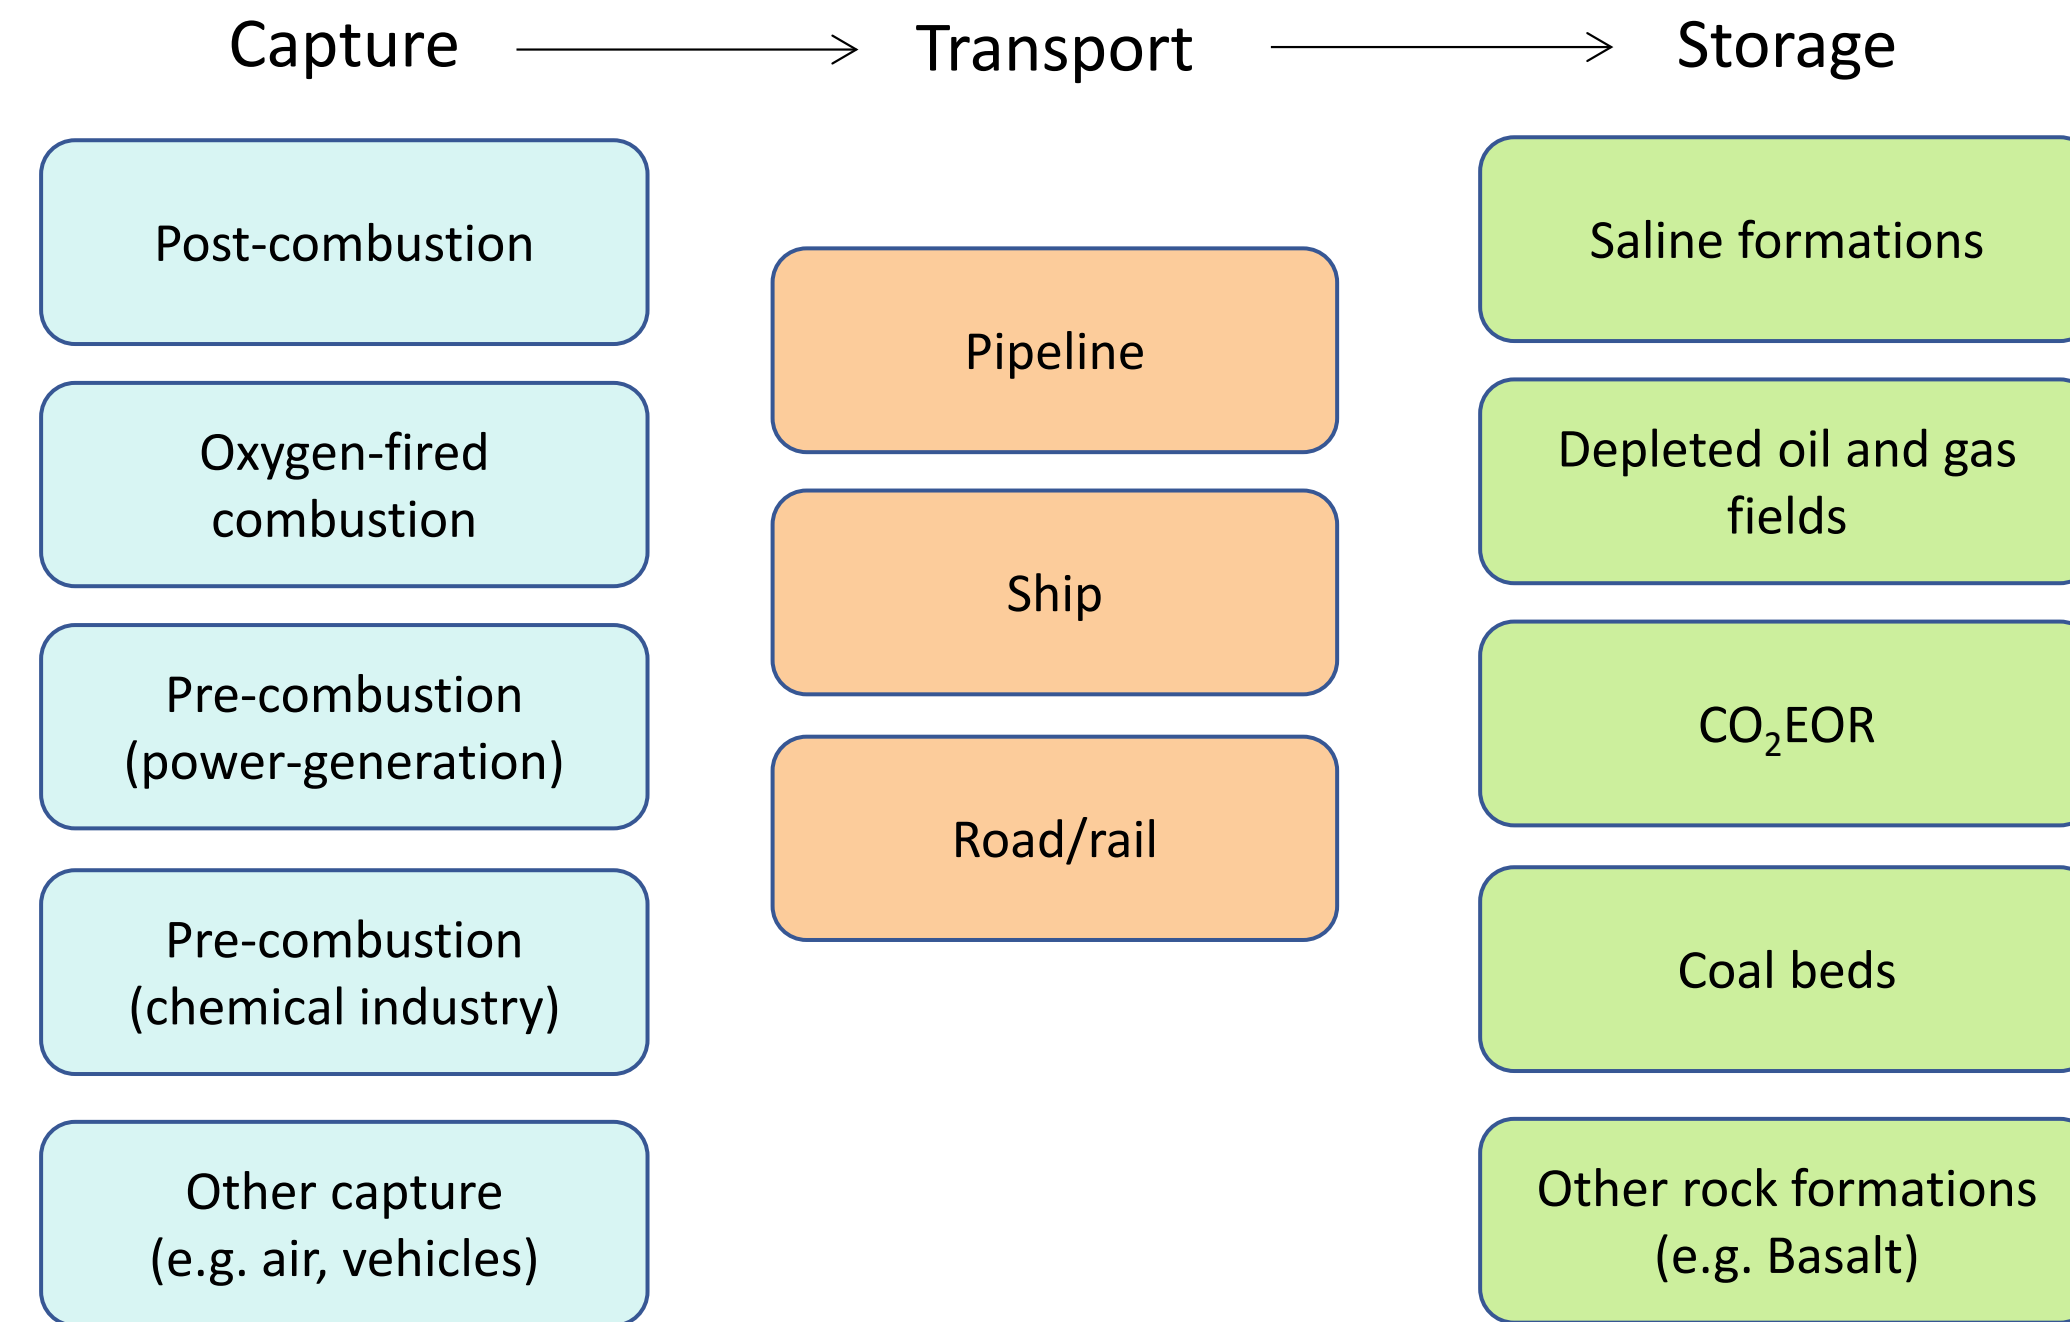 Capture
Transport
Storage
Post-combustion
Oxygen-fired
combustion
Pre-combustion
(power-generation)
Pre-combustion
(chemical industry)
Other capture
(e.g. air, vehicles)
Pipeline
Ship
Road/rail
Saline formations
Depleted oil and gas
fields
CO₂EOR
Coal beds
Other rock formations
(e.g. Basalt)